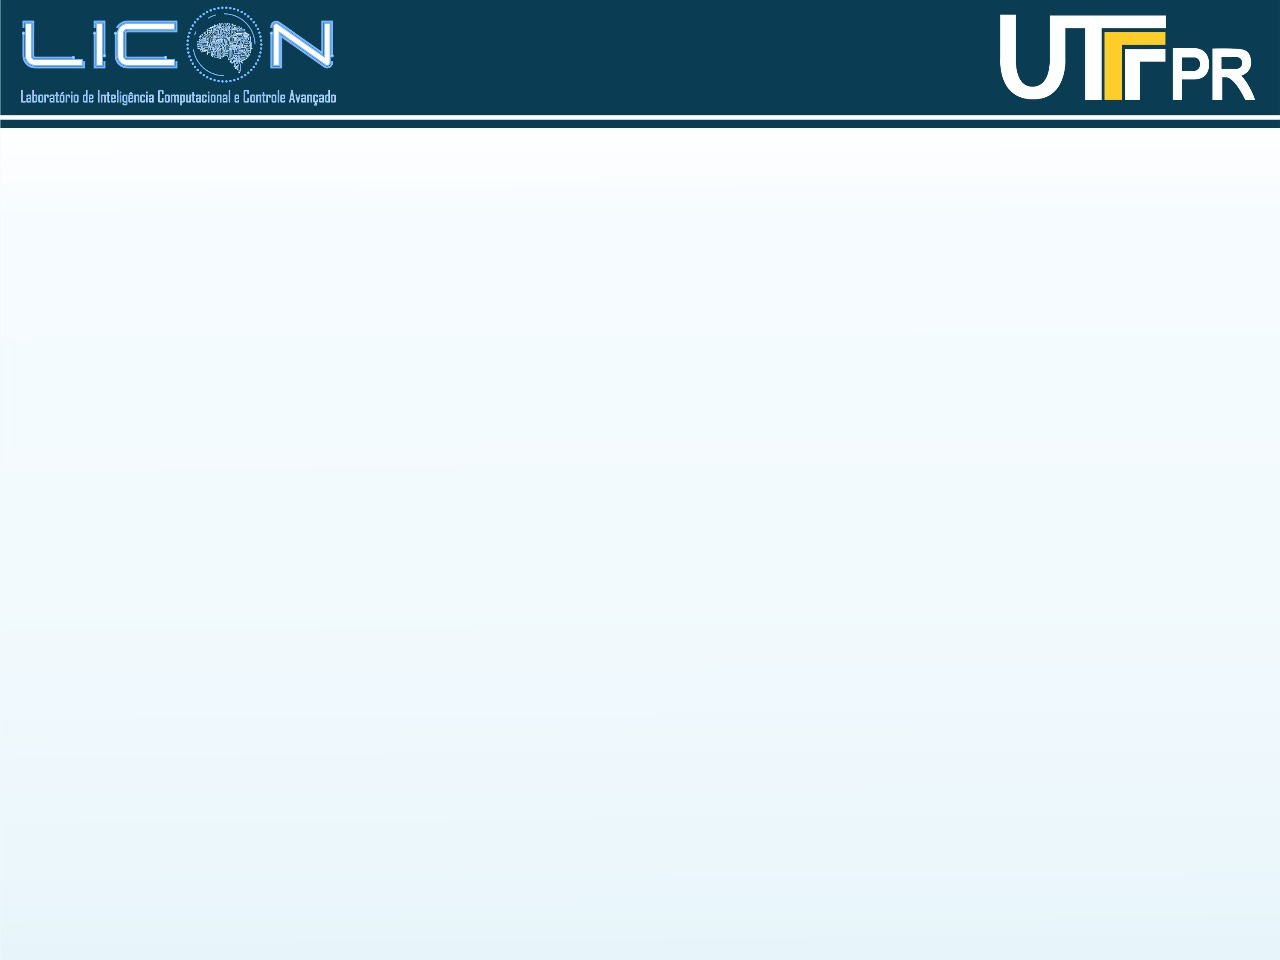 LICON
UTFPR
Laboratório de Inteligência Computacional e Controle Avançado